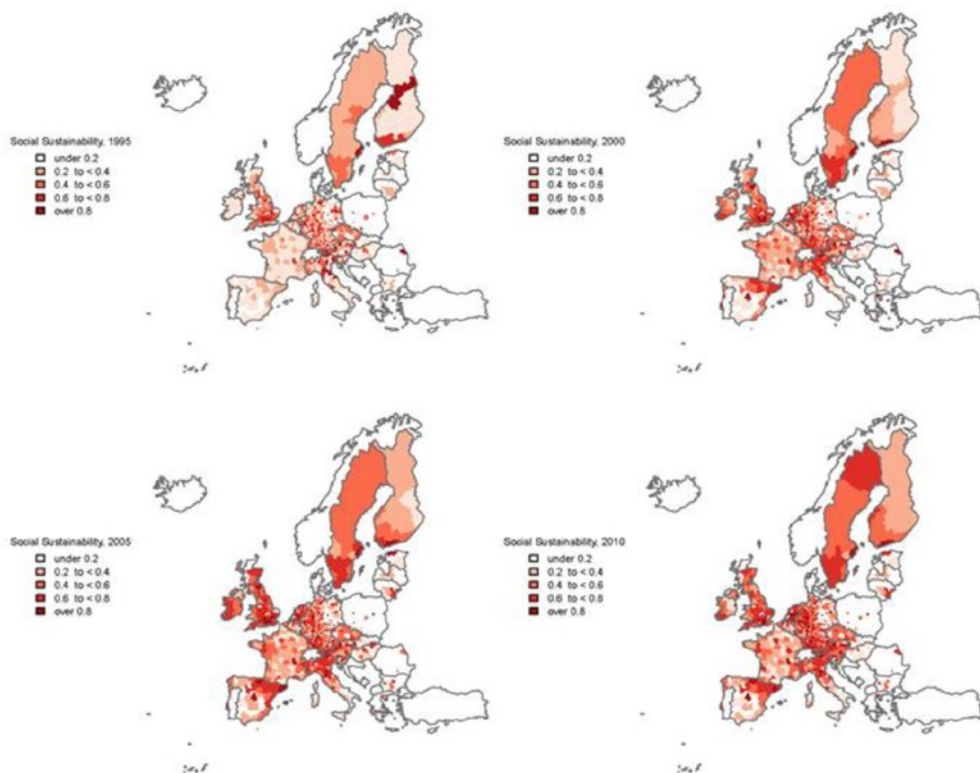 Social Sustainability, 1995
under 0.2
0.2 to < 0.4
0.4 to < 0.6
0.6 to < 0.8
over 0.8
Social Sustainability, 2000
under 0.2
0.2 to < 0.4
0.4 to < 0.6
0.6 to < 0.8
over 0.8
Social Sustainability, 2005
under 0.2
0.2 to < 0.4
0.4 to < 0.6
0.6 to < 0.8
over 0.8
Social Sustainability, 2010
under 0.2
0.2 to < 0.4
0.4 to < 0.6
0.6 to < 0.8
over 0.8